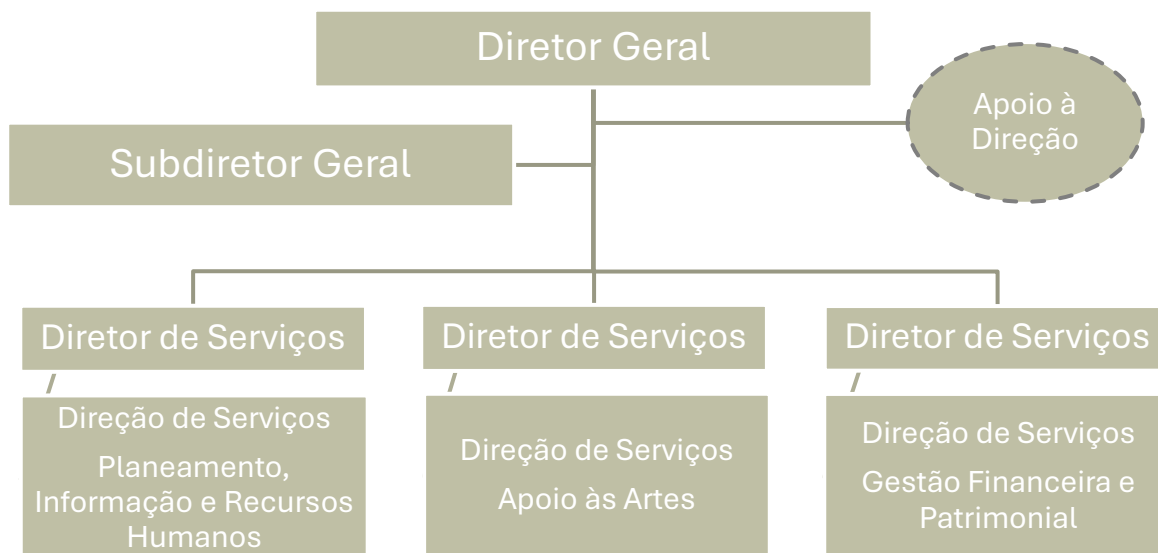 Diretor Geral
Apoio à
Direção
Subdiretor Geral
Diretor de Serviços
Diretor de Serviços
Diretor de Serviços
Direção de Serviços
Planeamento,
Informação e Recursos
Humanos
Direção de Serviços
Apoio às Artes
Direção de Serviços
Gestão Financeira e
Patrimonial